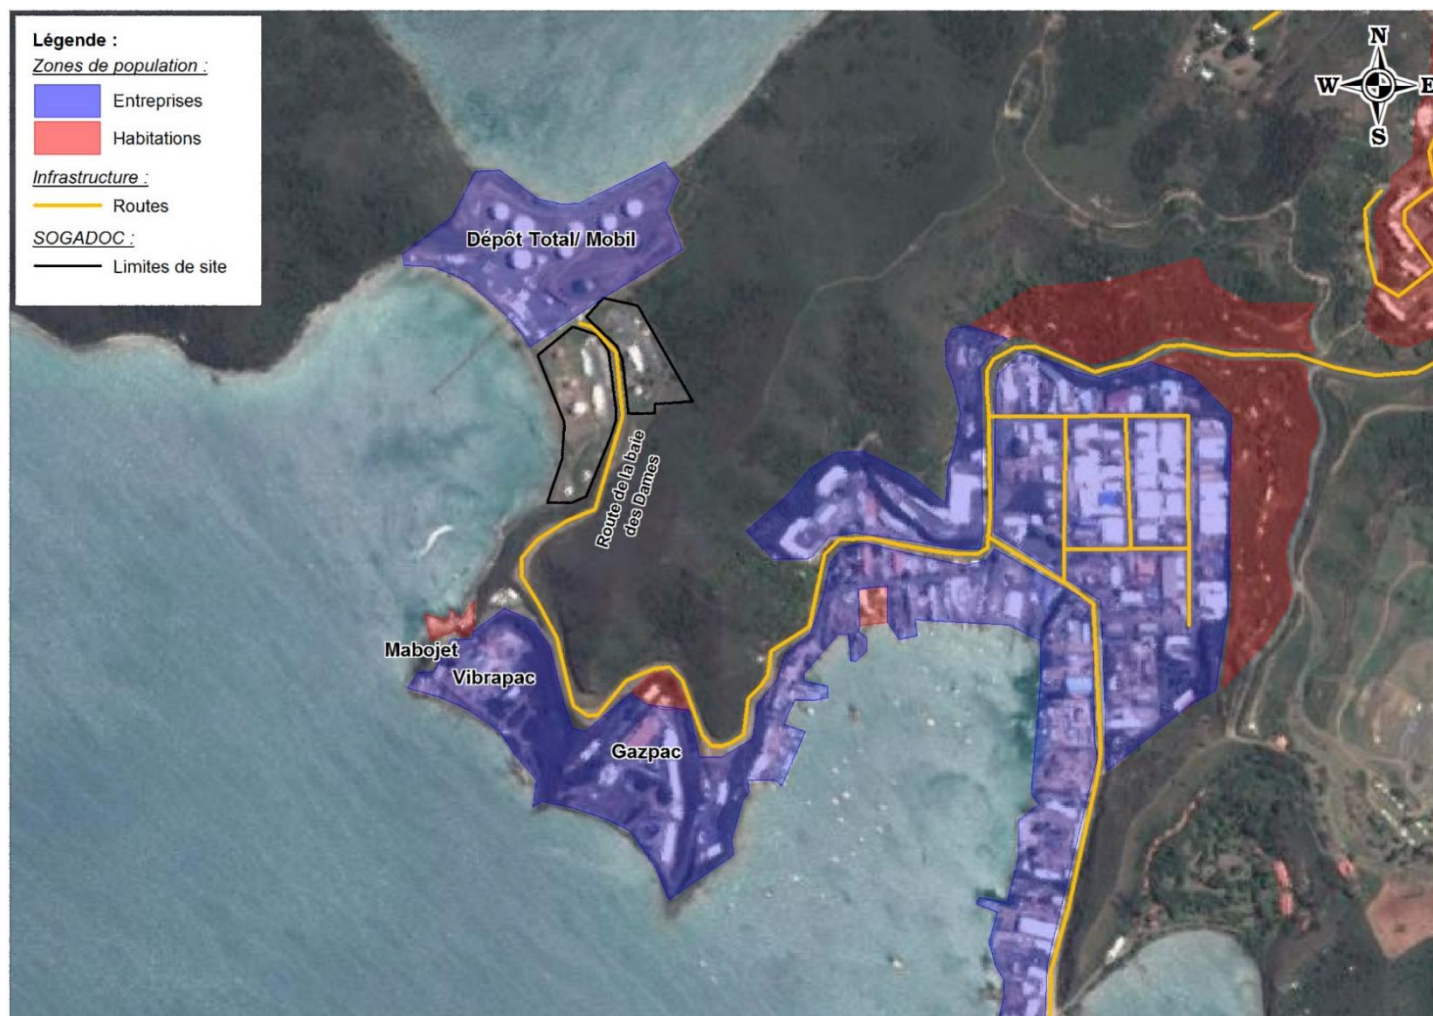 Légende :
Zones de population :
Entreprises
Habitations
Infrastructure :
Routes
SOGADOC :
Limites de site
N
W E
S
Dépôt Total/ Mobil
Route de la baie
des Dames
Mabojet
Vibrapac
Gazpac